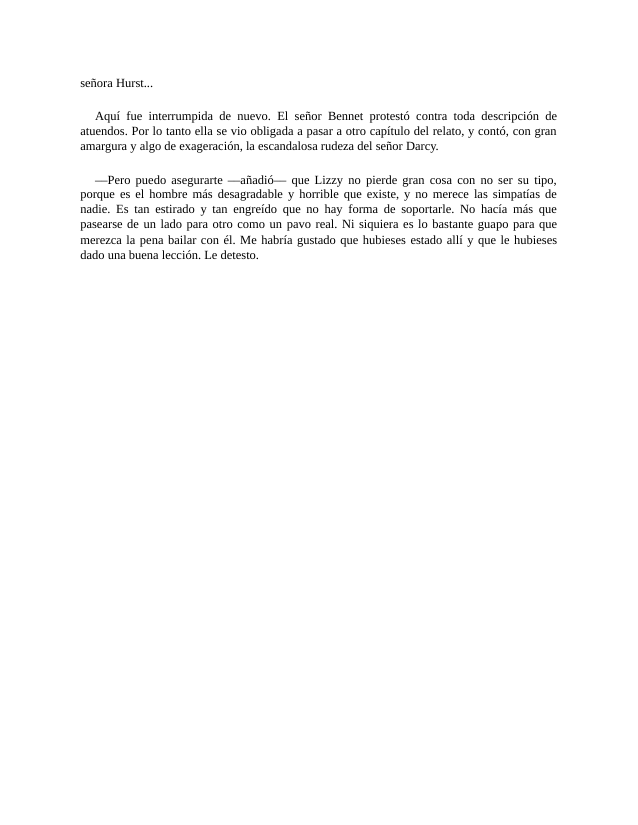 señora Hurst...
Aquí fue interrumpida de nuevo. El señor Bennet protestó contra toda descripción de
atuendos. Por lo tanto ella se vio obligada a pasar a otro capítulo del relato, y contó, con gran
amargura y algo de exageración, la escandalosa rudeza del señor Darcy.
—Pero puedo asegurarte —añadió— que Lizzy no pierde gran cosa con no ser su tipo,
porque es el hombre más desagradable y horrible que existe, y no merece las simpatías de
nadie. Es tan estirado y tan engreído que no hay forma de soportarle. No hacía más que
pasearse de un lado para otro como un pavo real. Ni siquiera es lo bastante guapo para que
merezca la pena bailar con él. Me habría gustado que hubieses estado allí y que le hubieses
dado una buena lección. Le detesto.